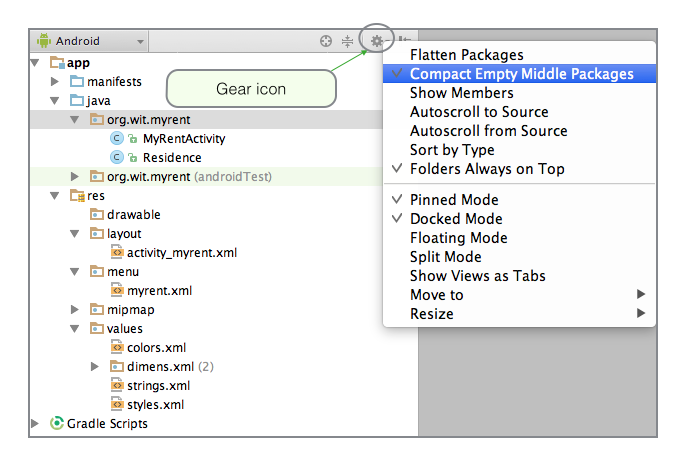 Android
app
manifests
java
org.wit.myrent
MyRentActivity
Residence
org.wit.myrent (androidTest)
res
drawable
layout
activity_myrent.xml
menu
myrent.xml
mipmap
values
colors.xml
dimens.xml (2)
strings.xml
styles.xml
Gradle Scripts
Gear icon
Flatten Packages
Compact Empty Middle Packages
Show Members
Autoscroll to Source
Autoscroll from Source
Sort by Type
Folders Always on Top
Pinned Mode
Docked Mode
Floating Mode
Split Mode
Show Views as Tabs
Move to
Resize